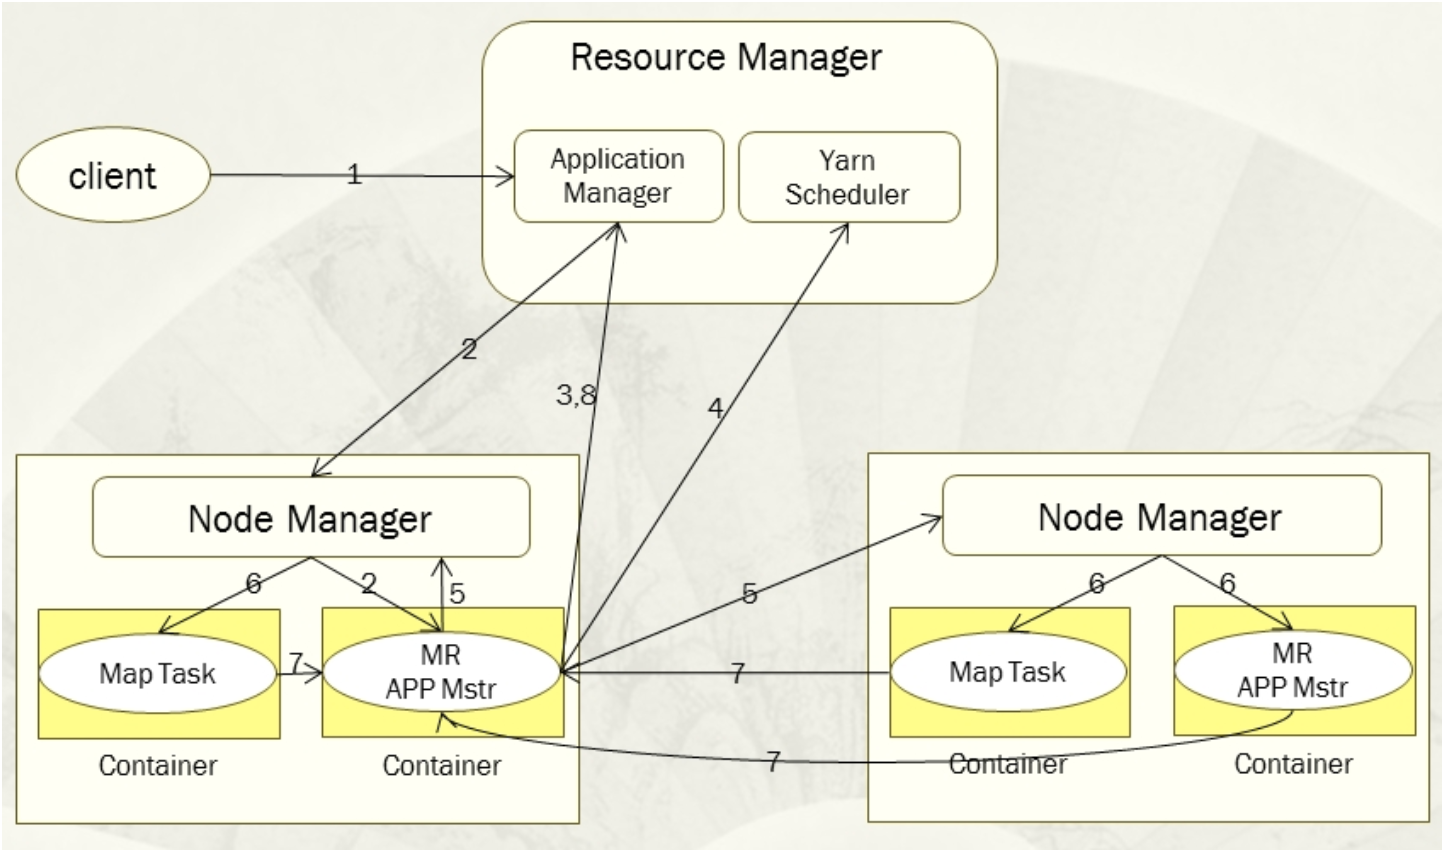 Resource Manager
client
1
Application
Manager
Yarn
Scheduler
2
3,8
4
Node Manager
Node Manager
6
2
5
5
6
6
Map Task
7
MR
APP Mstr
7
Map Task
MR
APP Mstr
Container
Container
7
Container
Container